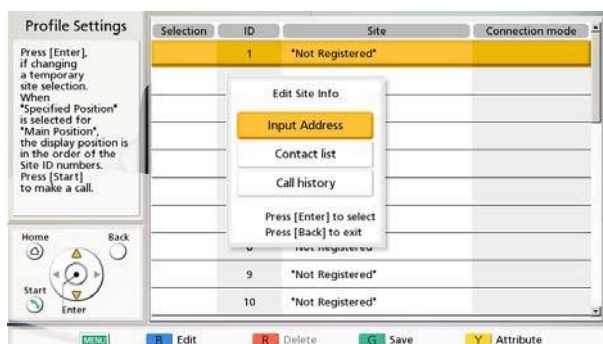 Profile Settings
Press [Enter],
if changing
a temporary
site selection.
When
"Specified Position"
is selected for
"Main Position",
the display position is
in the order of the
Site ID numbers.
Press [Start]
to make a call.
Home
Back
Start
Enter
Selection ID Site Connection mode
1 "Not Registered"
Edit Site Info
Input Address
Contact list
Call history
Press [Enter] to select
Press [Back] to exit
"Not Registered"
9 "Not Registered"
10 "Not Registered"
MENU B Edit R Delete G Save Y Attribute